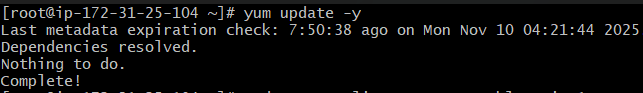 [root@ip-172-31-25-104 ~]# yum update -y
Last metadata expiration check: 7:50:38 ago on Mon Nov 10 04:21:44 2025
Dependencies resolved.
Nothing to do.
Complete!